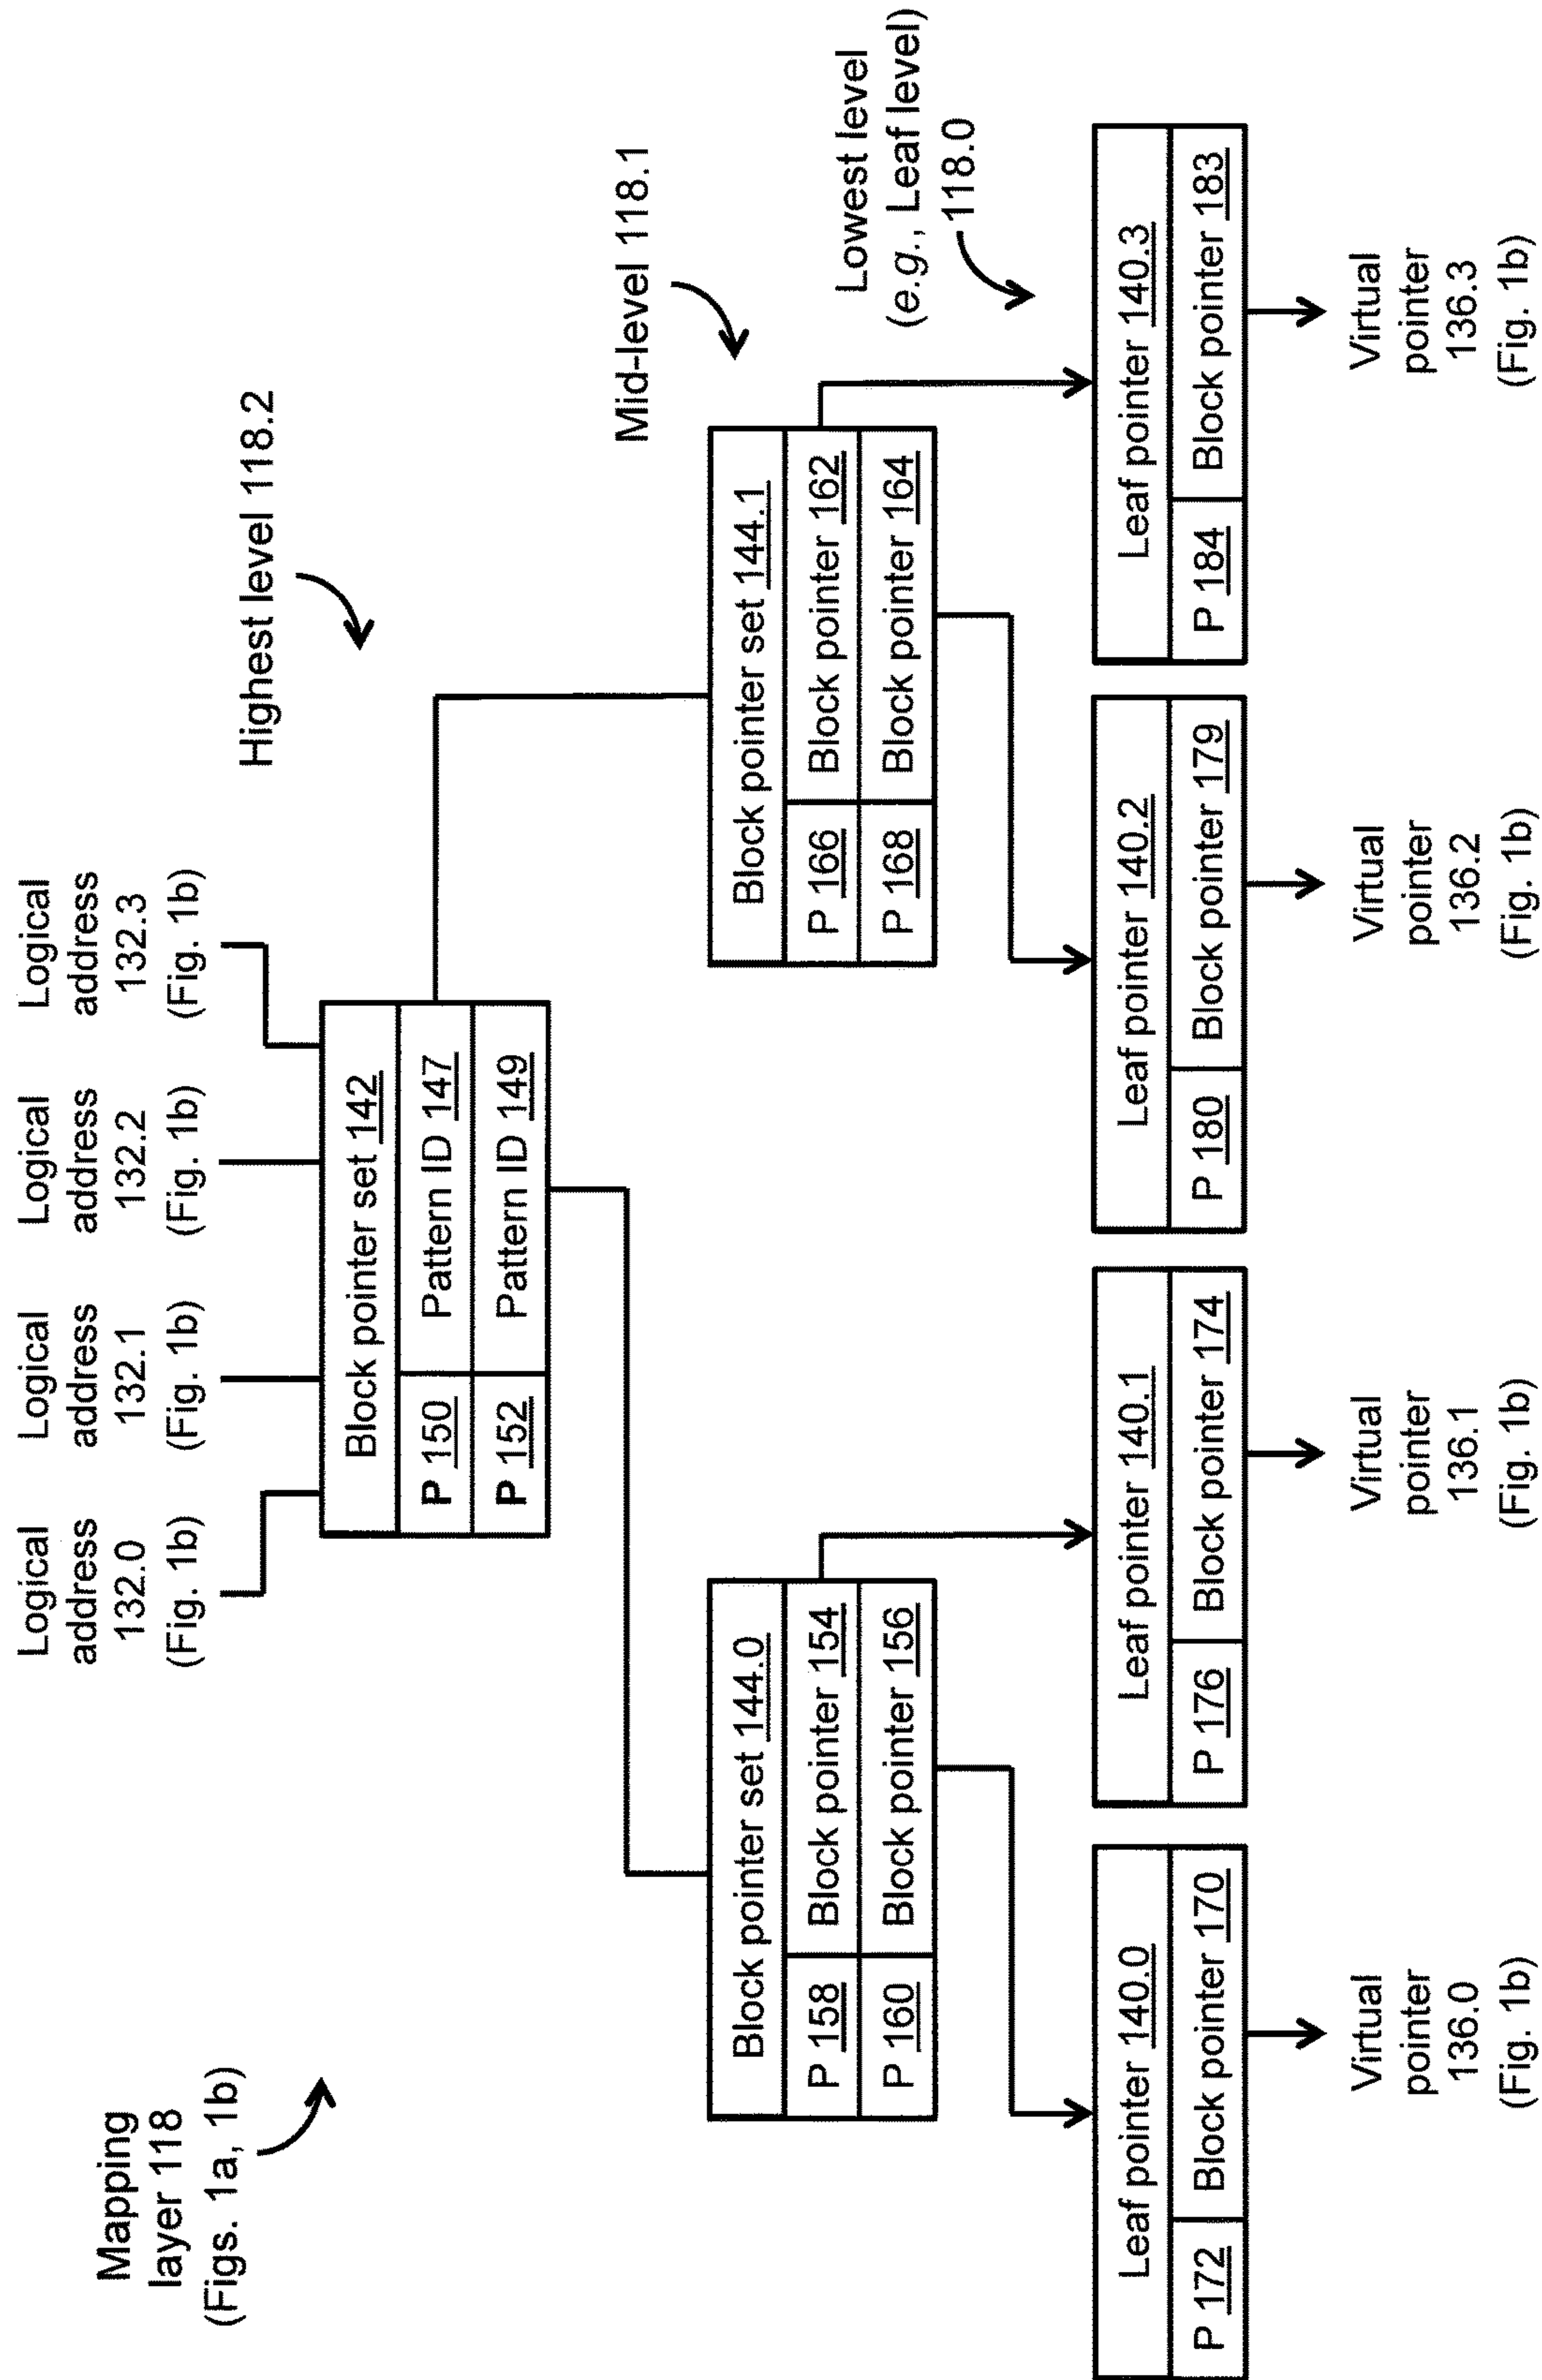 Mapping
layer 118
(Figs. 1a, 1b)
Logical
address
132.0
(Fig. 1b)
Logical
address
132.1
(Fig. 1b)
Logical
address
132.2
(Fig. 1b)
Logical
address
132.3
(Fig. 1b)
Highest level 118.2
Block pointer set 142
P 150 Pattern ID 147
P 152 Pattern ID 149
Mid-level 118.1
Block pointer set 144.0
P 158 Block pointer 154
P 160 Block pointer 156
Block pointer set 144.1
P 166 Block pointer 162
P 168 Block pointer 164
Lowest level
(e.g., Leaf level)
118.0
Leaf pointer 140.0
P 172 Block pointer 170
Leaf pointer 140.1
P 176 Block pointer 174
Leaf pointer 140.2
P 180 Block pointer 179
Leaf pointer 140.3
P 184 Block pointer 183
Virtual
pointer
136.0
(Fig. 1b)
Virtual
pointer
136.1
(Fig. 1b)
Virtual
pointer
136.2
(Fig. 1b)
Virtual
pointer
136.3
(Fig. 1b)